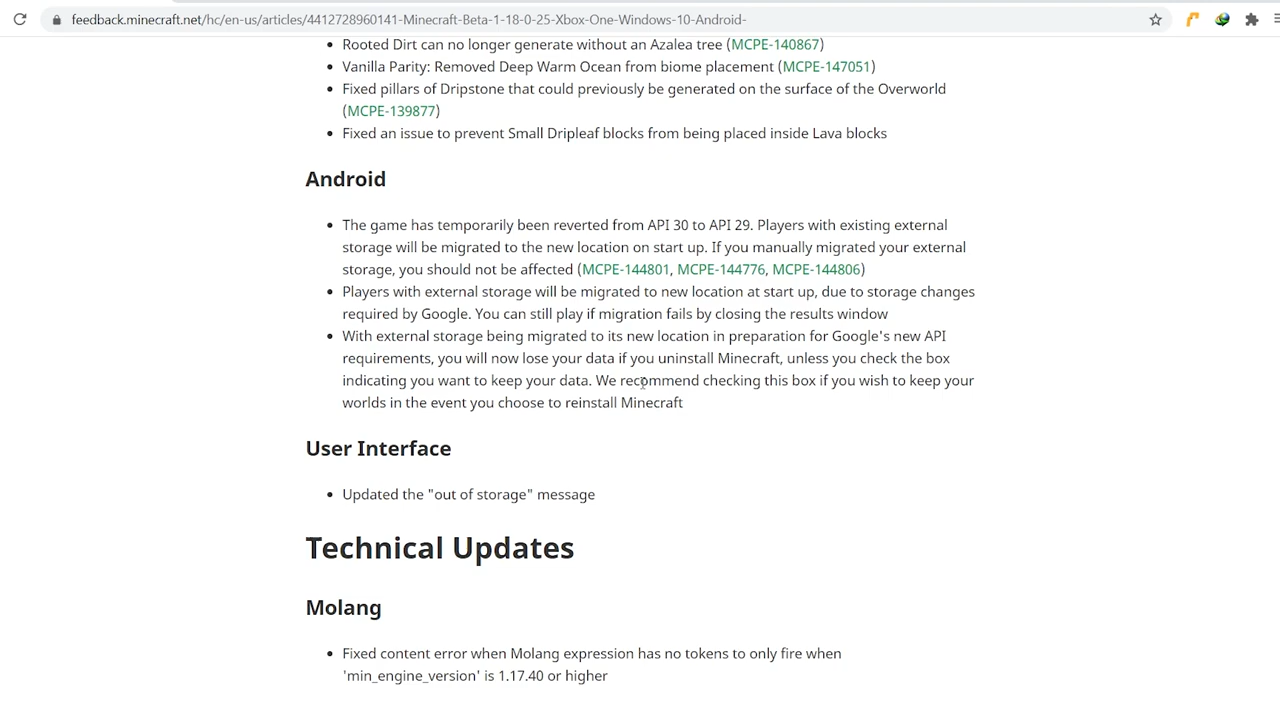 feedback.minecraft.net/hc/en-us/articles/4412728960141-Minecraft-Beta-1-18-0-25-Xbox-One-Windows-10-Android-
Rooted Dirt can no longer generate without an Azalea tree (MCPE-140867)
Vanilla Parity: Removed Deep Warm Ocean from biome placement (MCPE-147051)
Fixed pillars of Dripstone that could previously be generated on the surface of the Overworld
(MCPE-139877)
Fixed an issue to prevent Small Dripleaf blocks from being placed inside Lava blocks
Android
The game has temporarily been reverted from API 30 to API 29. Players with existing external
storage will be migrated to the new location on start up. If you manually migrated your external
storage, you should not be affected (MCPE-144801, MCPE-144776, MCPE-144806)
Players with external storage will be migrated to new location at start up, due to storage changes
required by Google. You can still play if migration fails by closing the results window
With external storage being migrated to its new location in preparation for Google's new API
requirements, you will now lose your data if you uninstall Minecraft, unless you check the box
indicating you want to keep your data. We recommend checking this box if you wish to keep your
worlds in the event you choose to reinstall Minecraft
User Interface
Updated the "out of storage" message
Technical Updates
Molang
Fixed content error when Molang expression has no tokens to only fire when
'min_engine_version' is 1.17.40 or higher